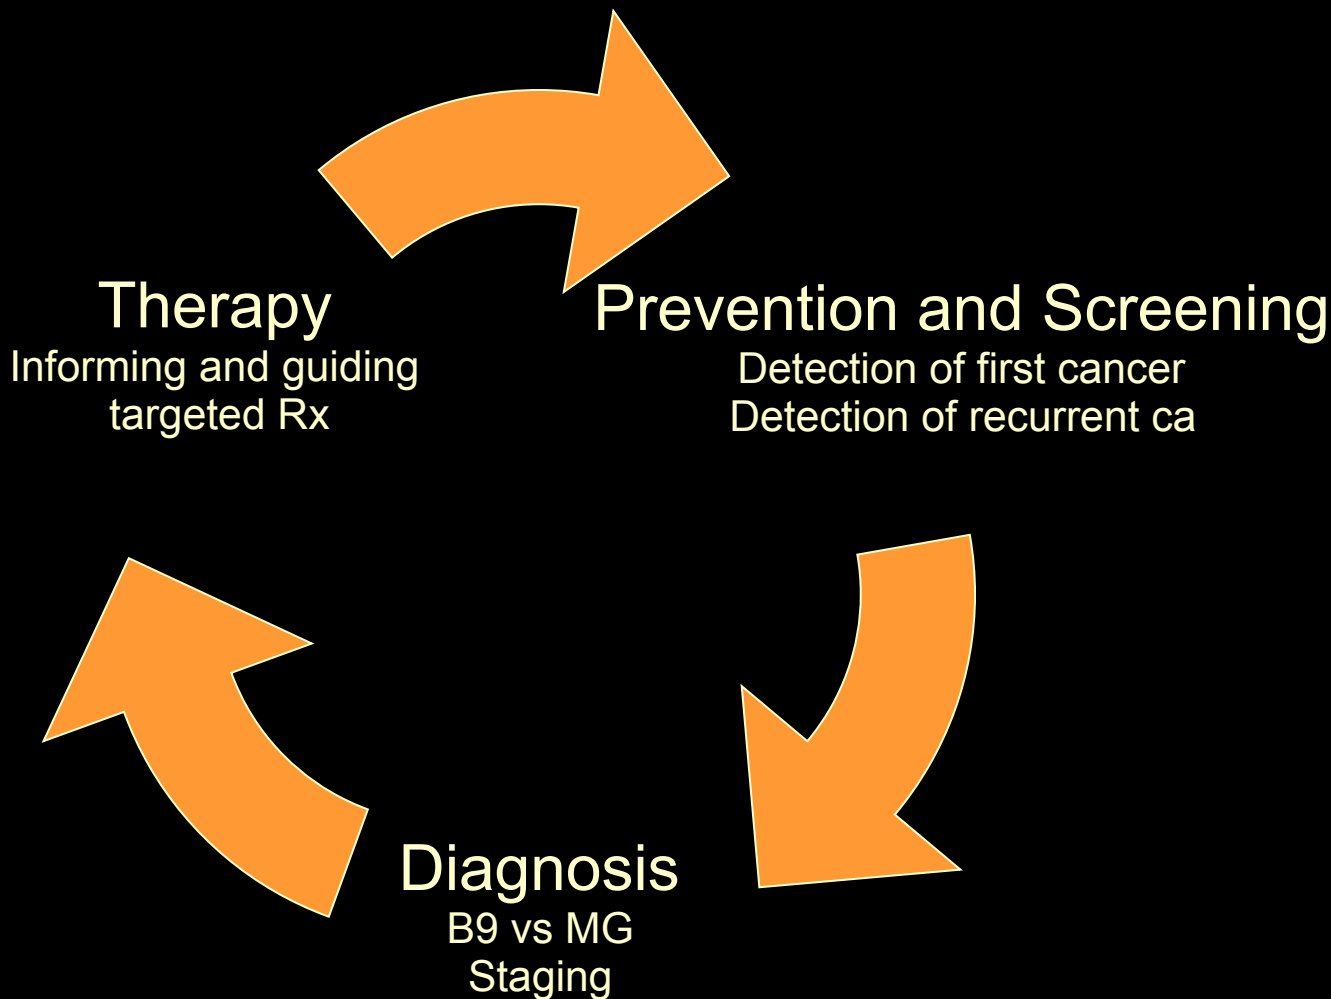 Therapy
Informing and guiding
targeted Rx
Prevention and Screening
Detection of first cancer
Detection of recurrent ca
Diagnosis
B9 vs MG
Staging